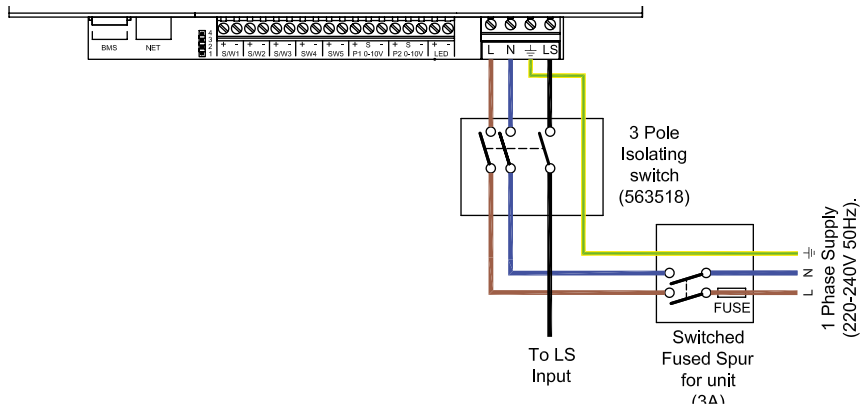 BMS
NET
4
3
2
1
+ - + - + - + - + - + S - + S - + -
S/W1 S/W2 S/W3 SW4 SW5 P1 0-10V P2 0-10V LED
L N LS
3 Pole
Isolating
switch
(563518)
N
L
1 Phase Supply
(220-240V 50Hz).
FUSE
To LS
Input
Switched
Fused Spur
for unit
(3A)